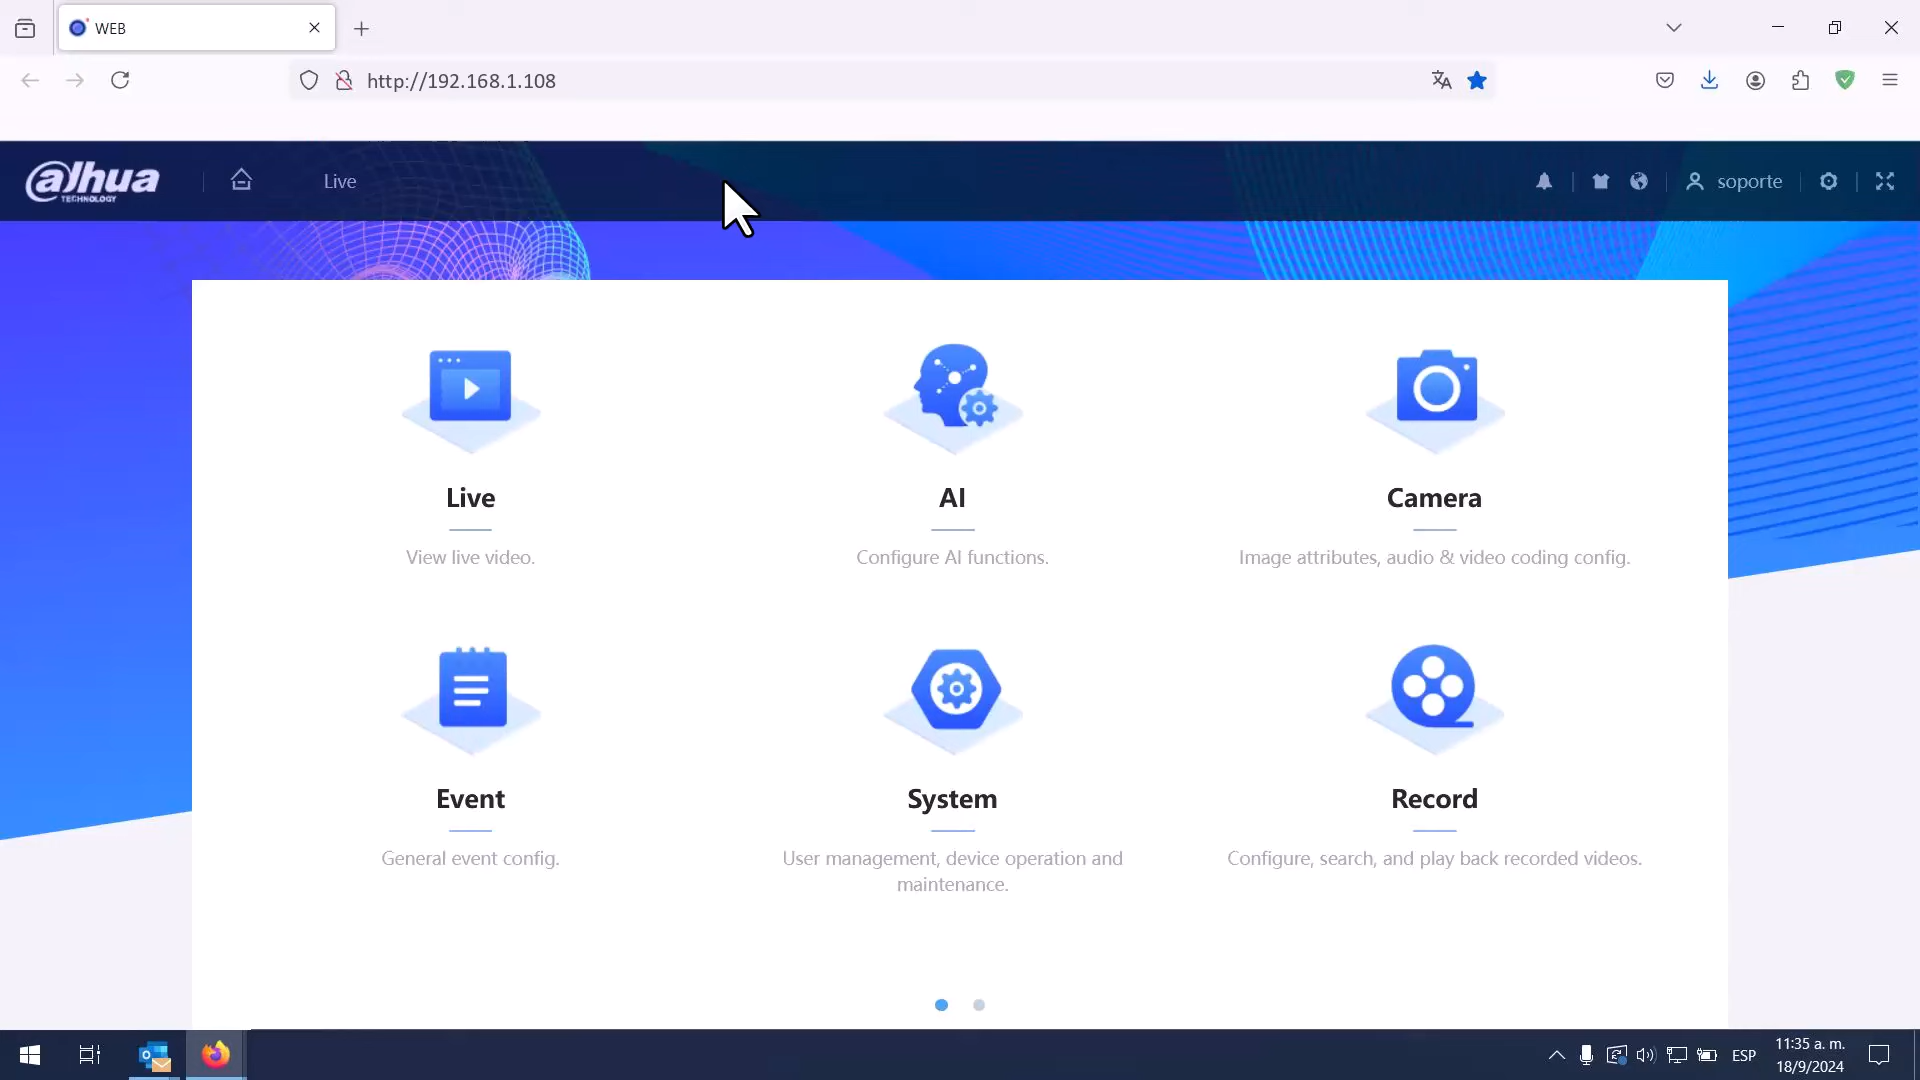 WEB
http://192.168.1.108
alhua
TECHNOLOGY
Live
soporte
Live
View live video.
AI
Configure AI functions.
Camera
Image attributes, audio & video coding config.
Event
General event config.
System
User management, device operation and
maintenance.
Record
Configure, search, and play back recorded videos.
ESP
11:35 a. m.
18/9/2024